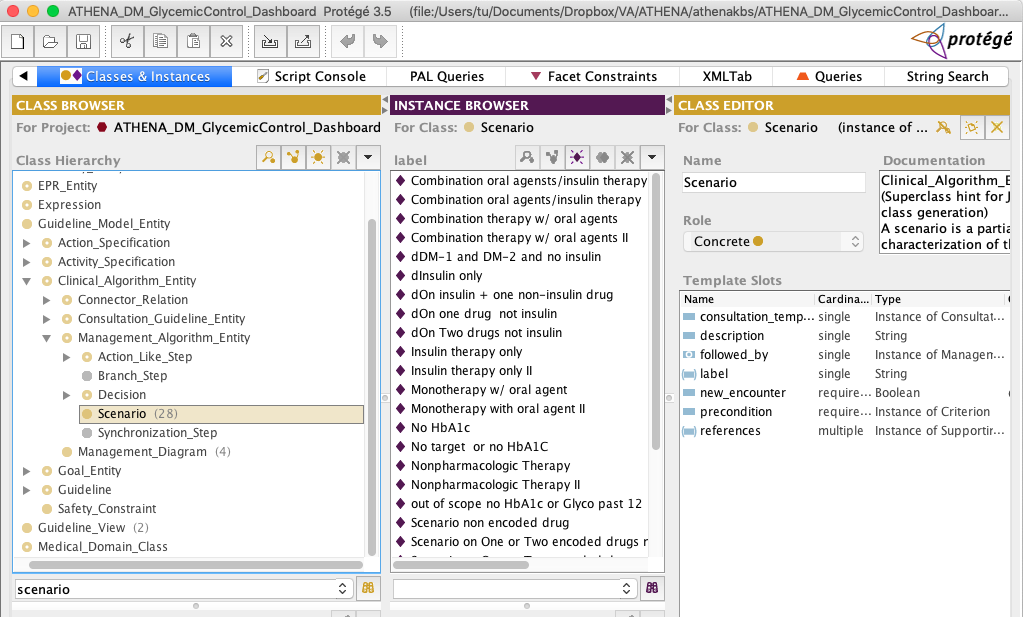 ATHENA_DM_GlycemicControl_Dashboard Protégé 3.5 (file:/Users/tu/Documents/Dropbox/VA/ATHENA/athenakbs/ATHENA_DM_GlycemicControl_Dashboar...
protégé
Classes & Instances
Script Console
PAL Queries
Facet Constraints
XMLTab
Queries
String Search
CLASS BROWSER
For Project: ATHENA_DM_GlycemicControl_Dashboard
Class Hierarchy
EPR_Entity
Expression
Guideline_Model_Entity
Action_Specification
Activity_Specification
Clinical_Algorithm_Entity
Connector_Relation
Consultation_Guideline_Entity
Management_Algorithm_Entity
Action_Like_Step
Branch_Step
Decision
Scenario (28)
Synchronization_Step
Management_Diagram (4)
Goal_Entity
Guideline
Safety_Constraint
Guideline_View (2)
Medical_Domain_Class
scenario
INSTANCE BROWSER
For Class: Scenario
label
Combination oral agensts/insulin therapy
Combination oral agents/insulin therapy
Combination therapy w/ oral agents
Combination therapy w/ oral agents II
dDM-1 and DM-2 and no insulin
dInsulin only
dOn insulin + one non-insulin drug
dOn one drug  not insulin
dOn Two drugs not insulin
Insulin therapy only
Insulin therapy only II
Monotherapy w/ oral agent
Monotherapy with oral agent II
No HbA1c
No target  or no HbA1C
Nonpharmacologic Therapy
Nonpharmacologic Therapy II
out of scope no HbA1c or Glyco past 12
Scenario non encoded drug
Scenario on One or Two encoded drugs
CLASS EDITOR
For Class: Scenario (instance of ...
Name
Scenario
Role
Concrete
Documentation
Clinical_Algorithm_E
(Superclass hint for J
class generation)
A scenario is a partia
characterization of th
Template Slots
Name Cardina... Type
consultation_temp... single Instance of Consultat...
description single String
followed_by single Instance of Managen...
label single String
new_encounter require... Boolean
precondition require... Instance of Criterion
references multiple Instance of Supportir...